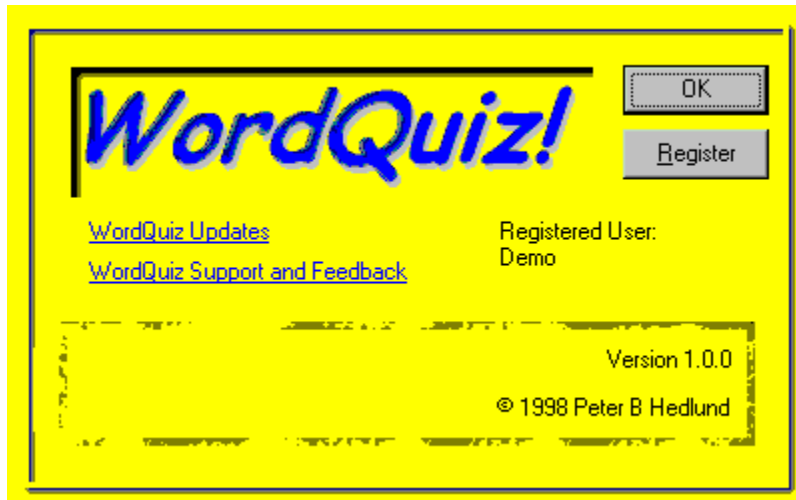 WordQuiz!
OK
Register
WordQuiz Updates
WordQuiz Support and Feedback
Registered User:
Demo
Version 1.0.0
© 1998 Peter B Hedlund